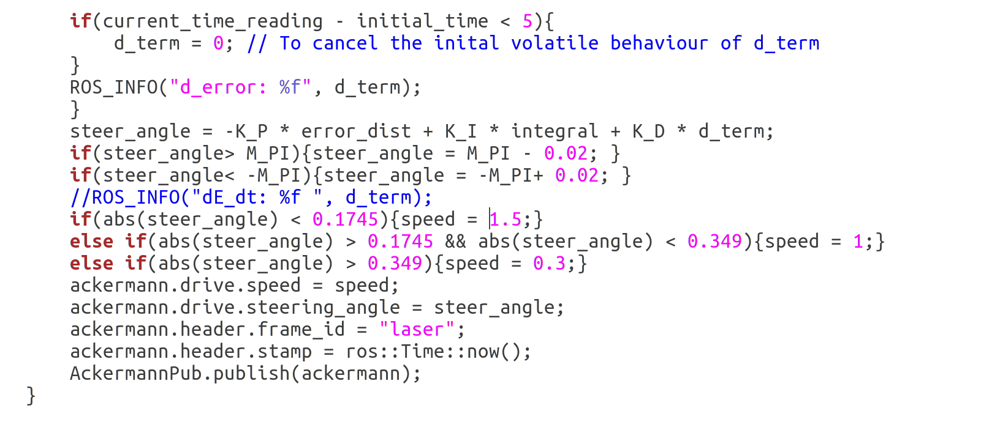 if(current_time_reading - initial_time < 5){
d_term = 0; // To cancel the inital volatile behaviour of d_term
}
ROS_INFO("d_error: %f", d_term);
}
steer_angle = -K_P * error_dist + K_I * integral + K_D * d_term;
if(steer_angle> M_PI){steer_angle = M_PI - 0.02; }
if(steer_angle< -M_PI){steer_angle = -M_PI+ 0.02; }
//ROS_INFO("dE_dt: %f ", d_term);
if(abs(steer_angle) < 0.1745){speed = 1.5;}
else if(abs(steer_angle) > 0.1745 && abs(steer_angle) < 0.349){speed = 1;}
else if(abs(steer_angle) > 0.349){speed = 0.3;}
ackermann.drive.speed = speed;
ackermann.drive.steering_angle = steer_angle;
ackermann.header.frame_id = "laser";
ackermann.header.stamp = ros::Time::now();
AckermannPub.publish(ackermann);
}